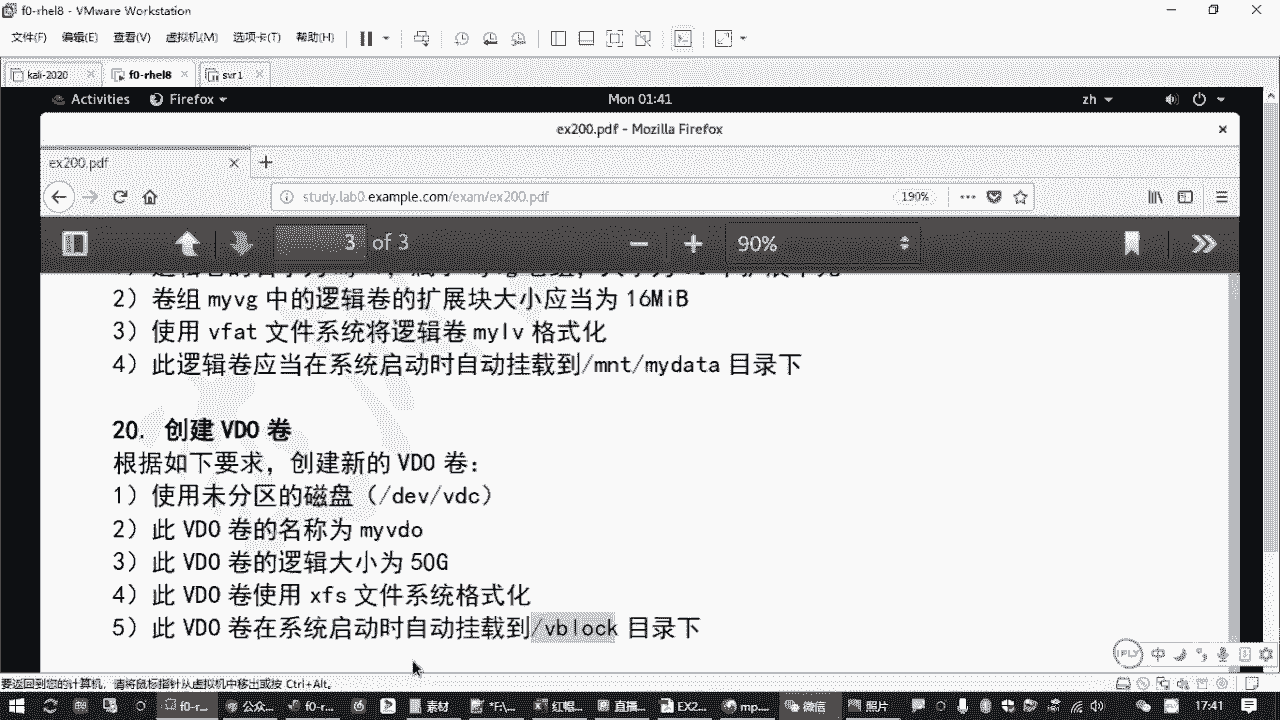 f0-rhel8 - VMware Workstation
文件(F) 编辑(E) 查看(V) 虚拟机(M) 选项卡(T) 帮助(H)
kali-2020 f0-rhel8 svr1
Activities Firefox Mon 01:41 zh
ex200.pdf - Mozilla Firefox
ex200.pdf
study.lab0.example.com/exam/ex200.pdf 190%
3 of 3 90%
2）卷组 myvg 中的逻辑卷的扩展块大小应当为 16MiB
3）使用 vfat 文件系统将逻辑卷 mylv 格式化
4）此逻辑卷应当在系统启动时自动挂载到/mnt/mydata 目录下
20. 创建 VDO 卷
根据如下要求，创建新的 VDO 卷：
1）使用未分区的磁盘（/dev/vdc）
2）此 VDO 卷的名称为 myvdo
3）此 VDO 卷的逻辑大小为 50G
4）此 VDO 卷使用 xfs 文件系统格式化
5）此 VDO 卷在系统启动时自动挂载到/vblock 目录下
iFLY 中
要返回到您的计算机，请将鼠标指针从虚拟机中移出或按 Ctrl+Alt。
f0-r... 公众... f0-r... 素材 *F:\... 红帽... 直播... EX2... mp... 微信 照片 17:41